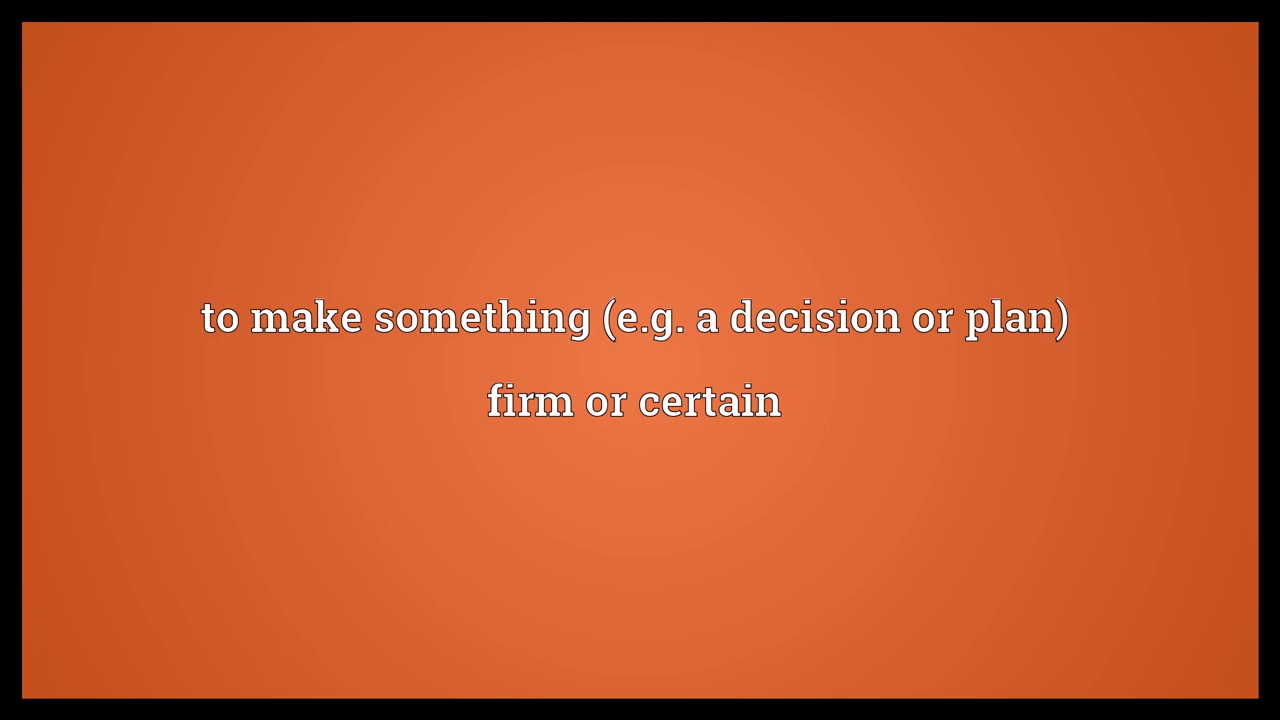 to make something (e.g. a decision or plan)
firm or certain